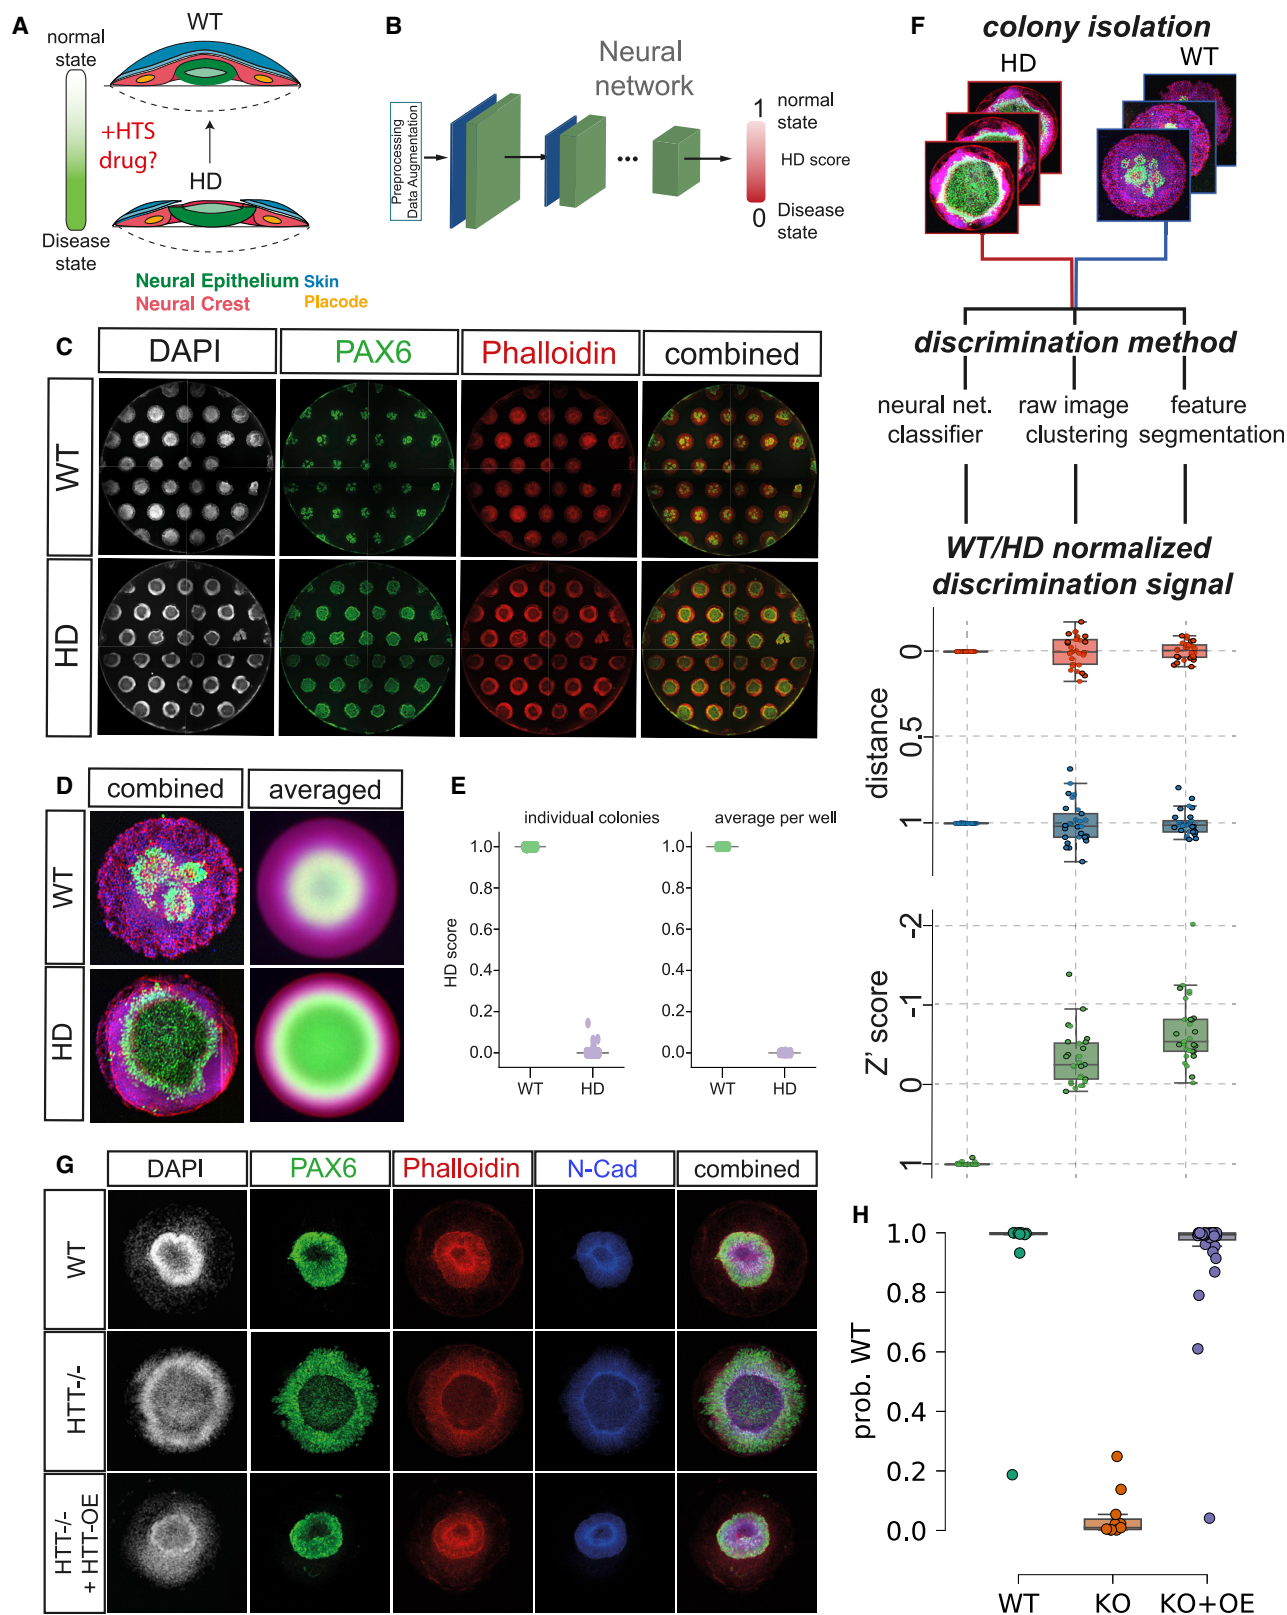 A
WT
normal
state
+HTS
drug?
HD
Disease
state
Neural Epithelium Skin
Neural Crest Placode
B
Neural
network
Preprocessing
Data Augmentation
1 normal
state
HD score
0 Disease
state
F
colony isolation
HD
WT
discrimination method
neural net.
classifier
raw image
clustering
feature
segmentation
WT/HD normalized
discrimination signal
distance
0
0.5
1
Z' score
-2
-1
0
1
C
DAPI
PAX6
Phalloidin
combined
WT
HD
D
combined
averaged
WT
HD
E
individual colonies
average per well
HD score
1.0
0.8
0.6
0.4
0.2
0.0
WT
HD
1.0
0.8
0.6
0.4
0.2
0.0
WT
HD
G
DAPI
PAX6
Phalloidin
N-Cad
combined
WT
HTT-/-
HTT-/-
+ HTT-OE
H
prob. WT
1.0
0.8
0.6
0.4
0.2
0.0
WT
KO
KO+OE